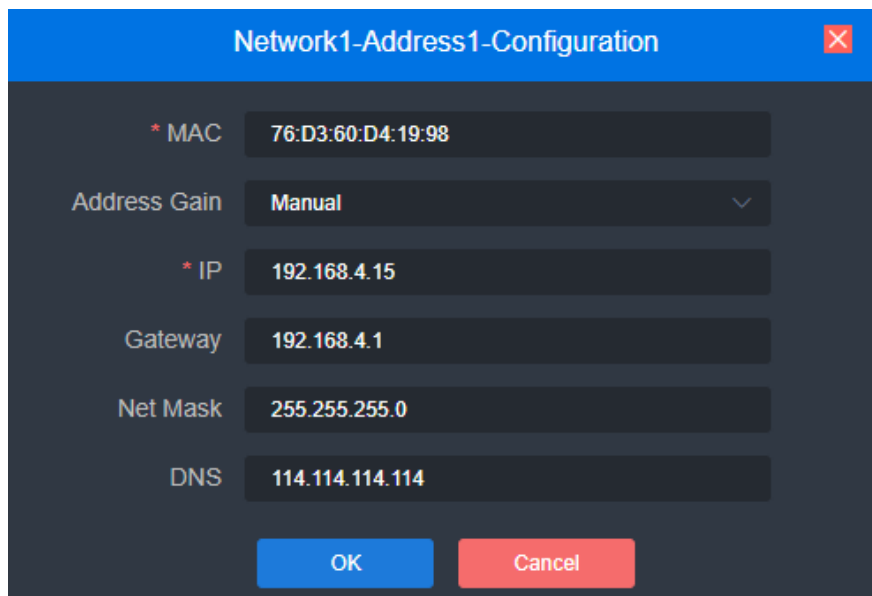 Network1-Address1-Configuration
* MAC 76:D3:60:D4:19:98
Address Gain Manual
* IP 192.168.4.15
Gateway 192.168.4.1
Net Mask 255.255.255.0
DNS 114.114.114.114
OK Cancel